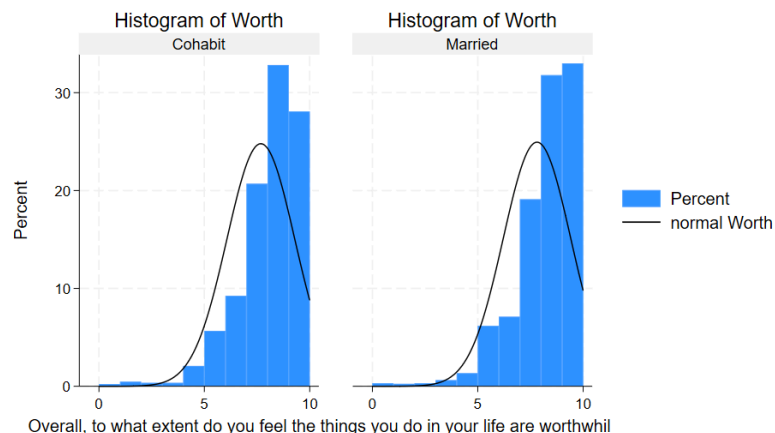 Histogram of Worth
Histogram of Worth
Cohabit
Married
Percent
30
20
10
0
0 5 10
0 5 10
Percent
normal Worth
Overall, to what extent do you feel the things you do in your life are worthwhil